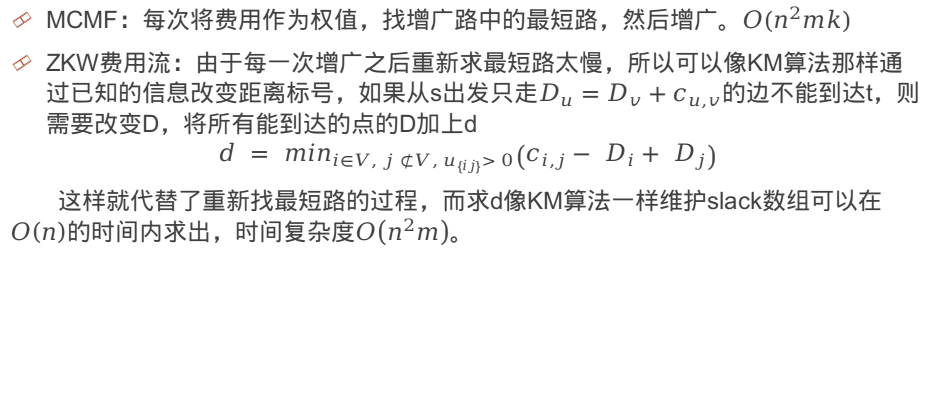 MCMF：每次将费用作为权值，找增广路中的最短路，然后增广。O(n²mk)
ZKW费用流：由于每一次增广之后重新求最短路太慢，所以可以像KM算法那样通
过已知的信息改变距离标号，如果从s出发只走D_u = D_v + c_{u,v}的边不能到达t，则
需要改变D，将所有能到达的点的D加上d
d = min_{i∈V, j⊄V, u_{\{ij\}}>0}(c_{i,j} − D_i + D_j)
这样就代替了重新找最短路的过程，而求d像KM算法一样维护slack数组可以在
O(n)的时间内求出，时间复杂度O(n²m)。